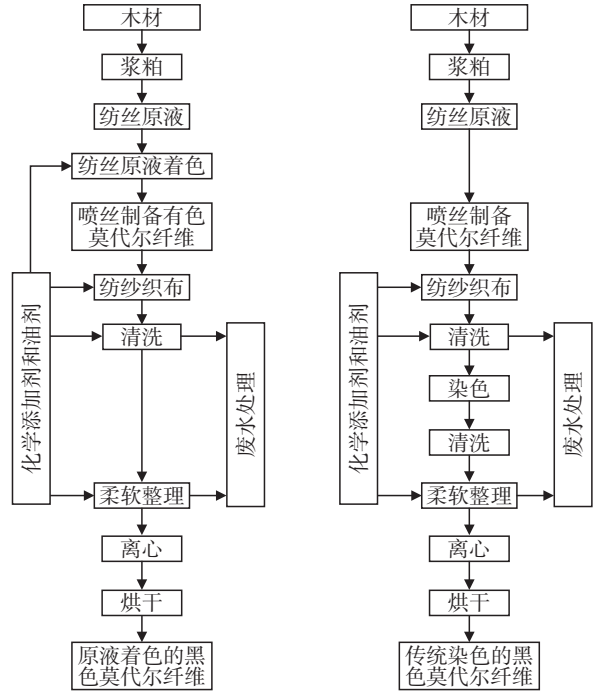 木材
浆粕
纺丝原液
纺丝原液着色
喷丝制备有色
莫代尔纤维
纺纱织布
清洗
柔软整理
离心
烘干
原液着色的黑
色莫代尔纤维
化学添加剂和油剂
废水处理
木材
浆粕
纺丝原液
喷丝制备
莫代尔纤维
纺纱织布
清洗
染色
清洗
柔软整理
离心
烘干
传统染色的黑
色莫代尔纤维
化学添加剂和油剂
废水处理